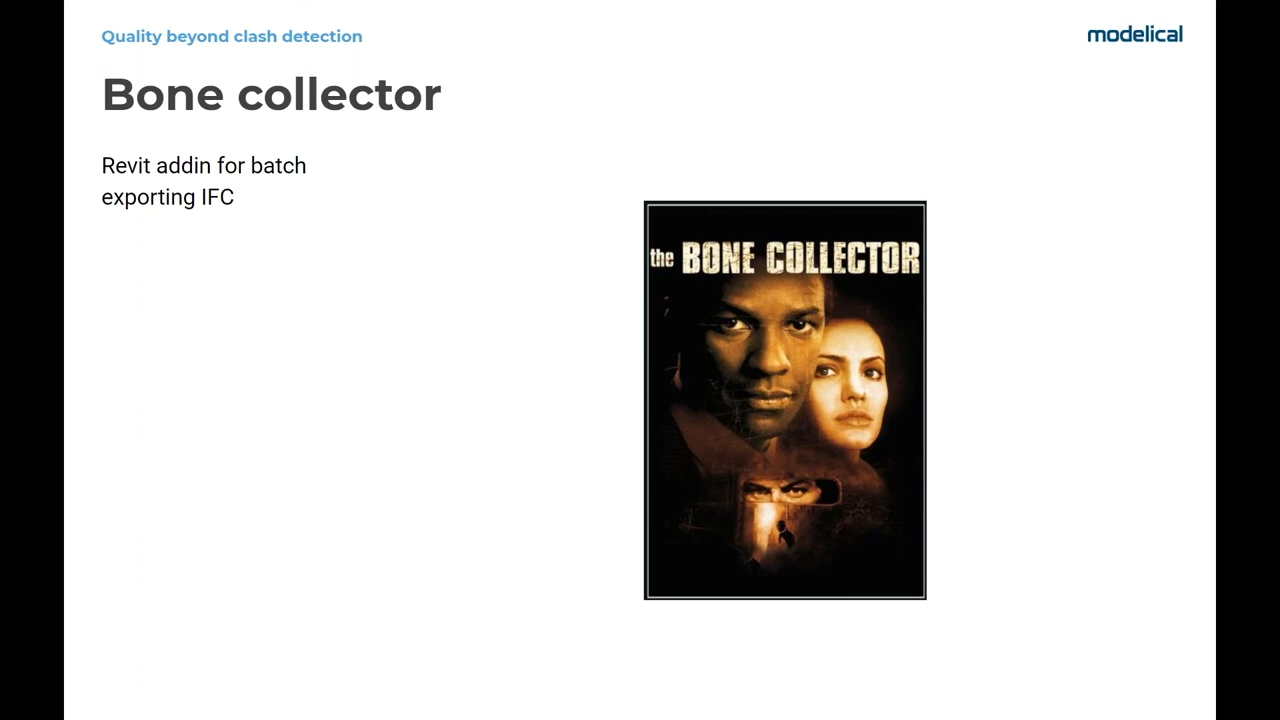 Quality beyond clash detection
modelical
Bone collector
Revit addin for batch
exporting IFC
the BONE COLLECTOR